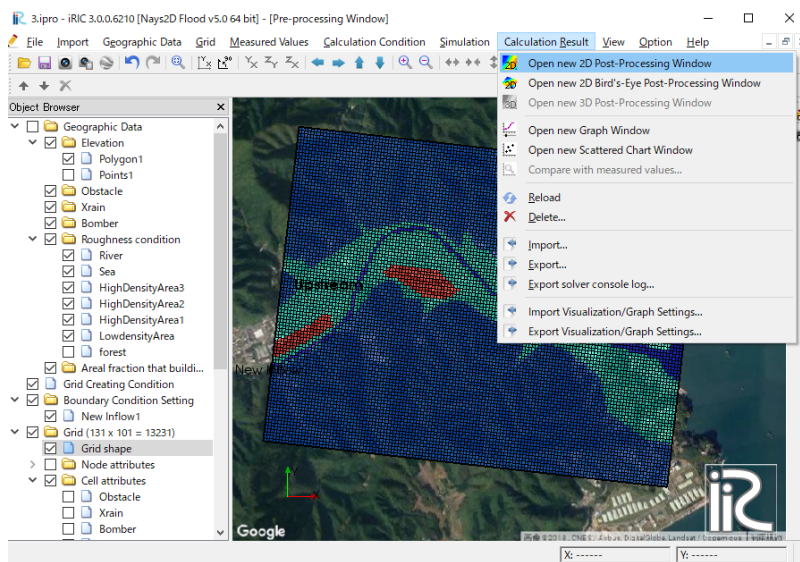 3.ipro - iRIC 3.0.0.6210 [Nays2D Flood v5.0 64 bit] - [Pre-processing Window]
File Import Geographic Data Grid Measured Values Calculation Condition Simulation Calculation Result View Option Help
Object Browser
Geographic Data
Elevation
Polygon1
Points1
Obstacle
Xrain
Bomber
Roughness condition
River
Sea
HighDensityArea3
HighDensityArea2
HighDensityArea1
LowdensityArea
forest
Areal fraction that buildi...
Grid Creating Condition
Boundary Condition Setting
New Inflow1
Grid (131 x 101 = 13231)
Grid shape
Node attributes
Cell attributes
Obstacle
Xrain
Bomber
Open new 2D Post-Processing Window
Open new 2D Bird's-Eye Post-Processing Window
Open new 3D Post-Processing Window
Open new Graph Window
Open new Scattered Chart Window
Compare with measured values...
Reload
Delete...
Import...
Export...
Export solver console log...
Import Visualization/Graph Settings...
Export Visualization/Graph Settings...
Upstream
New
Y
X
iRIC
Google
X: ------
Y: ------